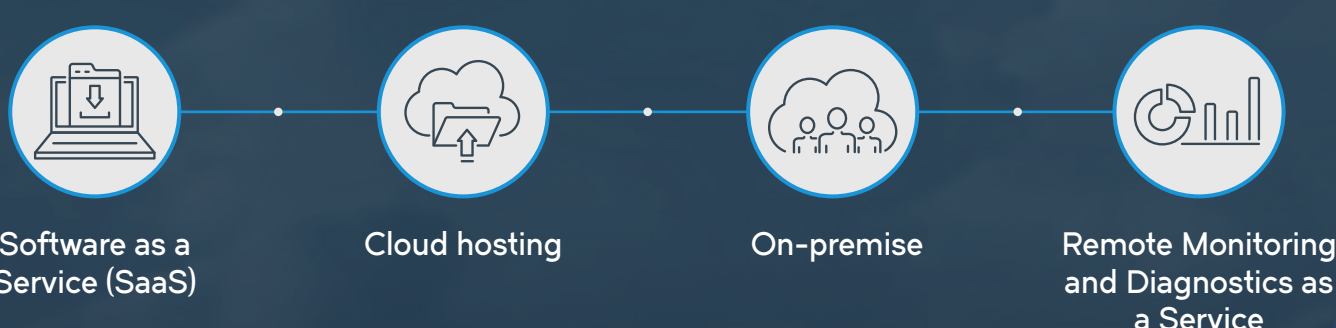 Software as a
Service (SaaS)
Cloud hosting
On-premise
Remote Monitoring
and Diagnostics as
a Service